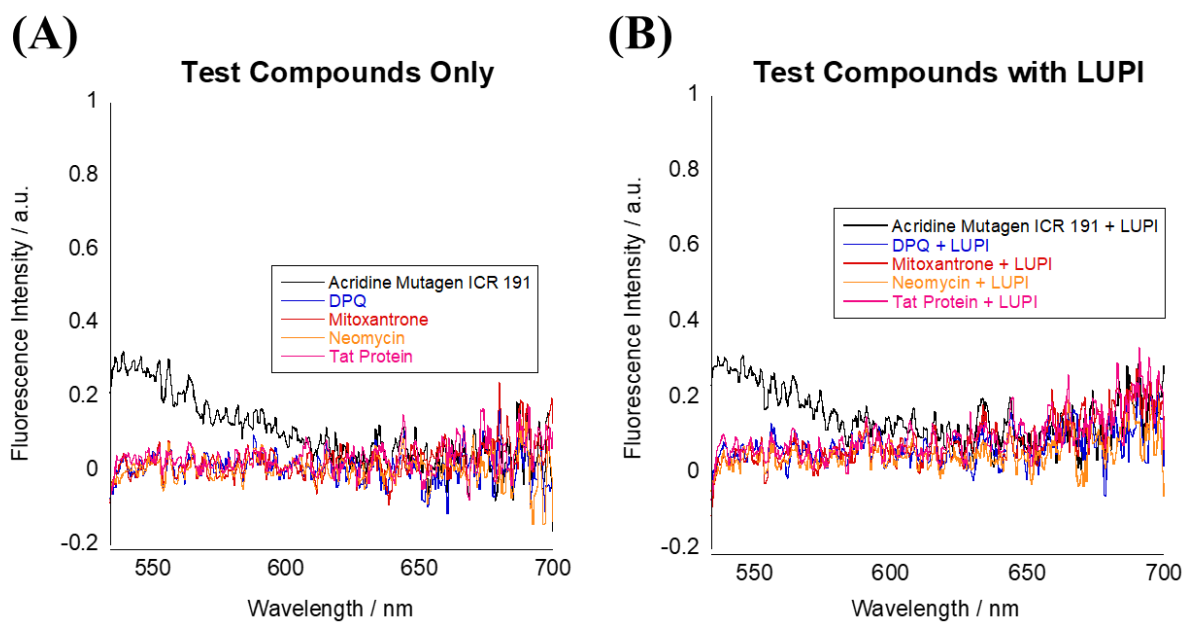 (A)
Test Compounds Only
Fluorescence Intensity / a.u.
1
0.8
0.6
0.4
0.2
0
-0.2
550
600
650
700
Wavelength / nm
Acridine Mutagen ICR 191
DPQ
Mitoxantrone
Neomycin
Tat Protein
(B)
Test Compounds with LUPI
Fluorescence Intensity / a.u.
1
0.8
0.6
0.4
0.2
0
-0.2
550
600
650
700
Wavelength / nm
Acridine Mutagen ICR 191 + LUPI
DPQ + LUPI
Mitoxantrone + LUPI
Neomycin + LUPI
Tat Protein + LUPI